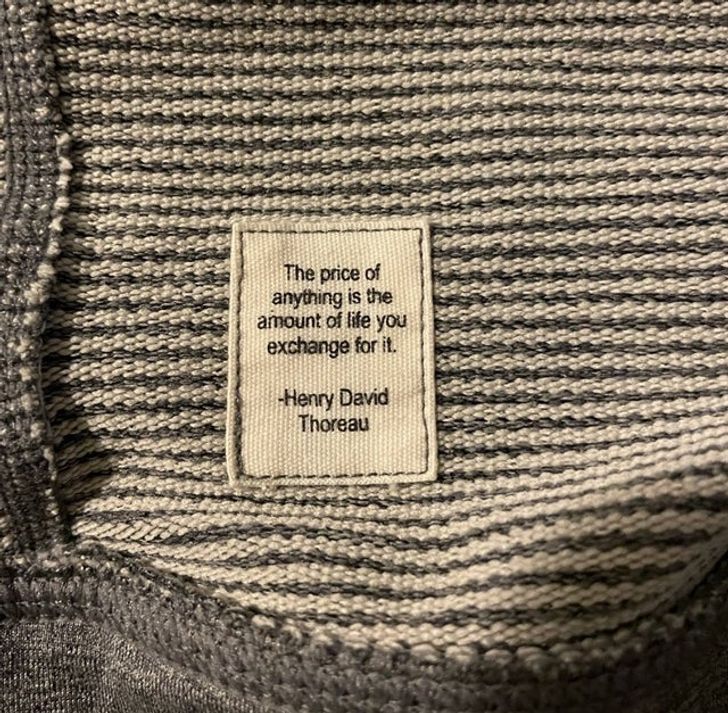 The price of
anything is the
amount of life you
exchange for it.
-Henry David
Thoreau